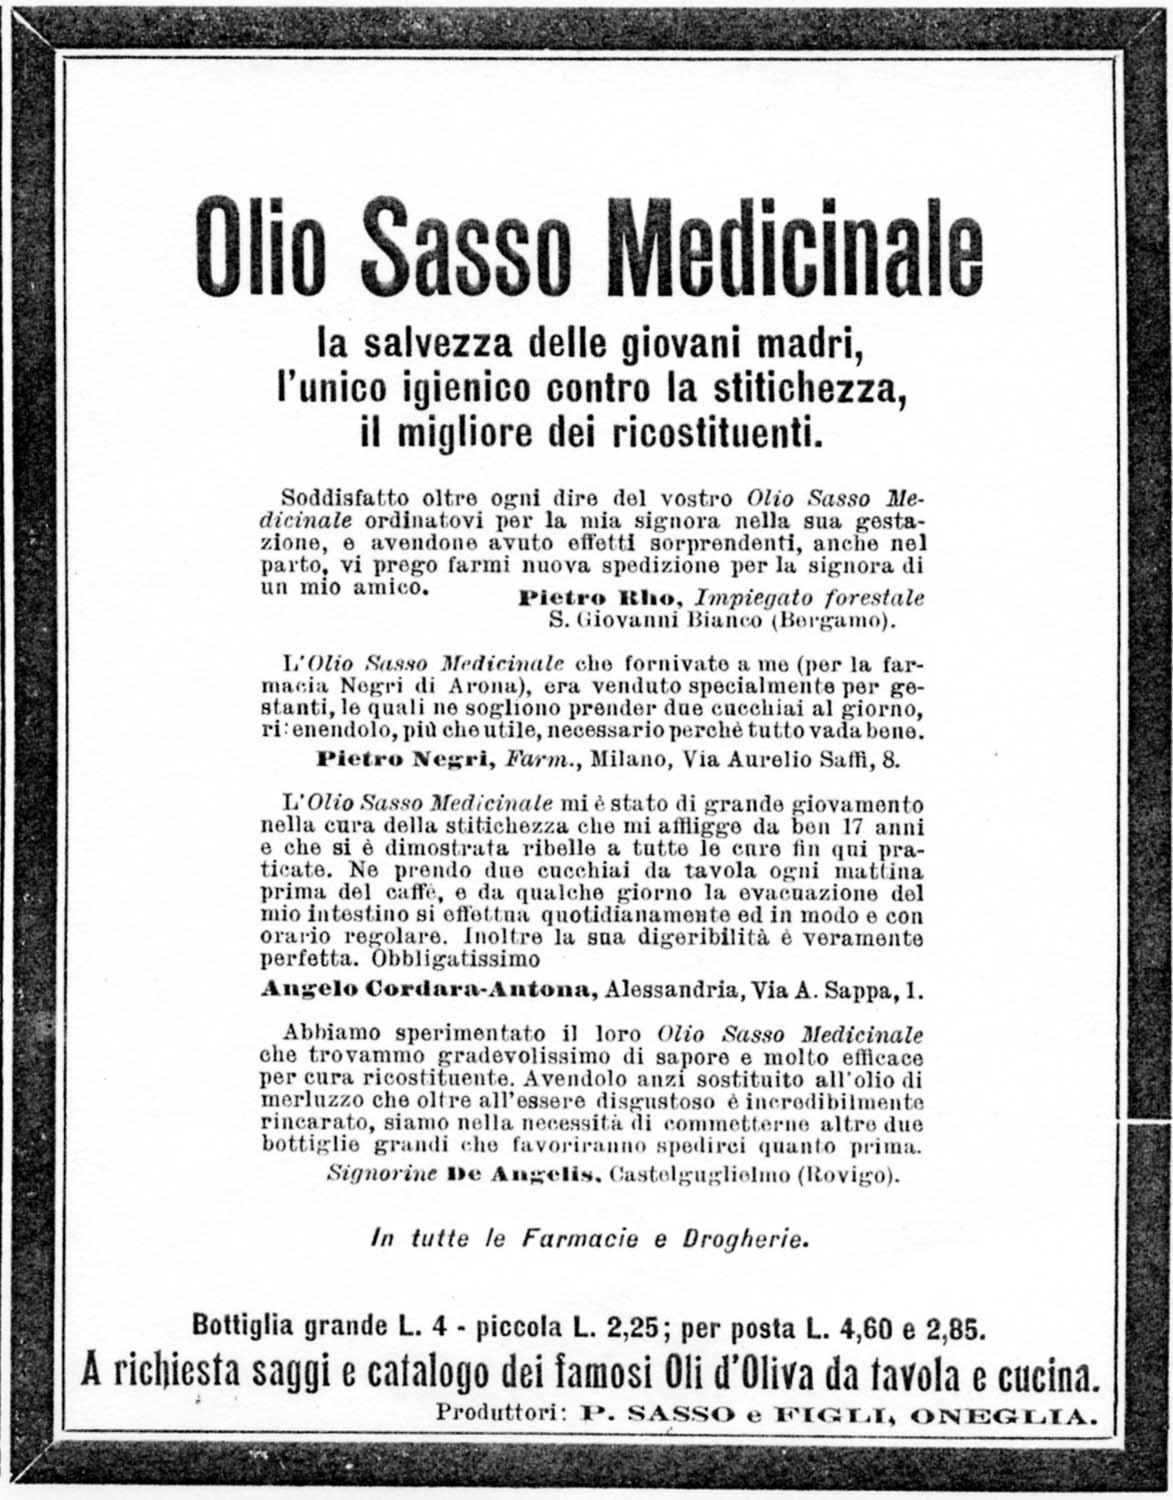 Olio Sasso Medicinale
la salvezza delle giovani madri,
l'unico igienico contro la stitichezza,
il migliore dei ricostituenti.
Soddisfatto oltre ogni dire del vostro Olio Sasso Me-
dicinale ordinatovi per la mia signora nella sua gesta-
zione, e avendone avuto effetti sorprendenti, anche nel
parto, vi prego farmi nuova spedizione per la signora di
un mio amico.
Pietro Rho, Impiegato forestale
S. Giovanni Bianco (Bergamo).
L'Olio Sasso Medicinale che fornivate a me (per la far-
macia Negri di Arona), era venduto specialmente per ge-
stanti, le quali ne sogliono prender due cucchiai al giorno,
ritenendolo, più che utile, necessario perchè tutto vada bene.
Pietro Negri, Farm., Milano, Via Aurelio Saffi, 8.
L'Olio Sasso Medicinale mi è stato di grande giovamento
nella cura della stitichezza che mi affligge da ben 17 anni
e che si è dimostrata ribelle a tutte le cure fin qui pra-
ticate. Ne prendo due cucchiai da tavola ogni mattina
prima del caffè, e da qualche giorno la evacuazione del
mio intestino si effettua quotidianamente ed in modo e con
orario regolare. Inoltre la sua digeribilità è veramente
perfetta. Obbligatissimo
Angelo Cordara-Antona, Alessandria, Via A. Sappa, 1.
Abbiamo sperimentato il loro Olio Sasso Medicinale
che trovammo gradevolissimo di sapore e molto efficace
per cura ricostituente. Avendolo anzi sostituito all'olio di
merluzzo che oltre all'essere disgustoso è incredibilmente
rincarato, siamo nella necessità di commetterne altre due
bottiglie grandi che favoriranno spedirci quanto prima.
Signorine De Angelis, Castelguglielmo (Rovigo).
In tutte le Farmacie e Drogherie.
Bottiglia grande L. 4 - piccola L. 2,25; per posta L. 4,60 e 2,85.
A richiesta saggi e catalogo dei famosi Oli d'Oliva da tavola e cucina.
Produttori: P. SASSO e FIGLI, ONEGLIA.